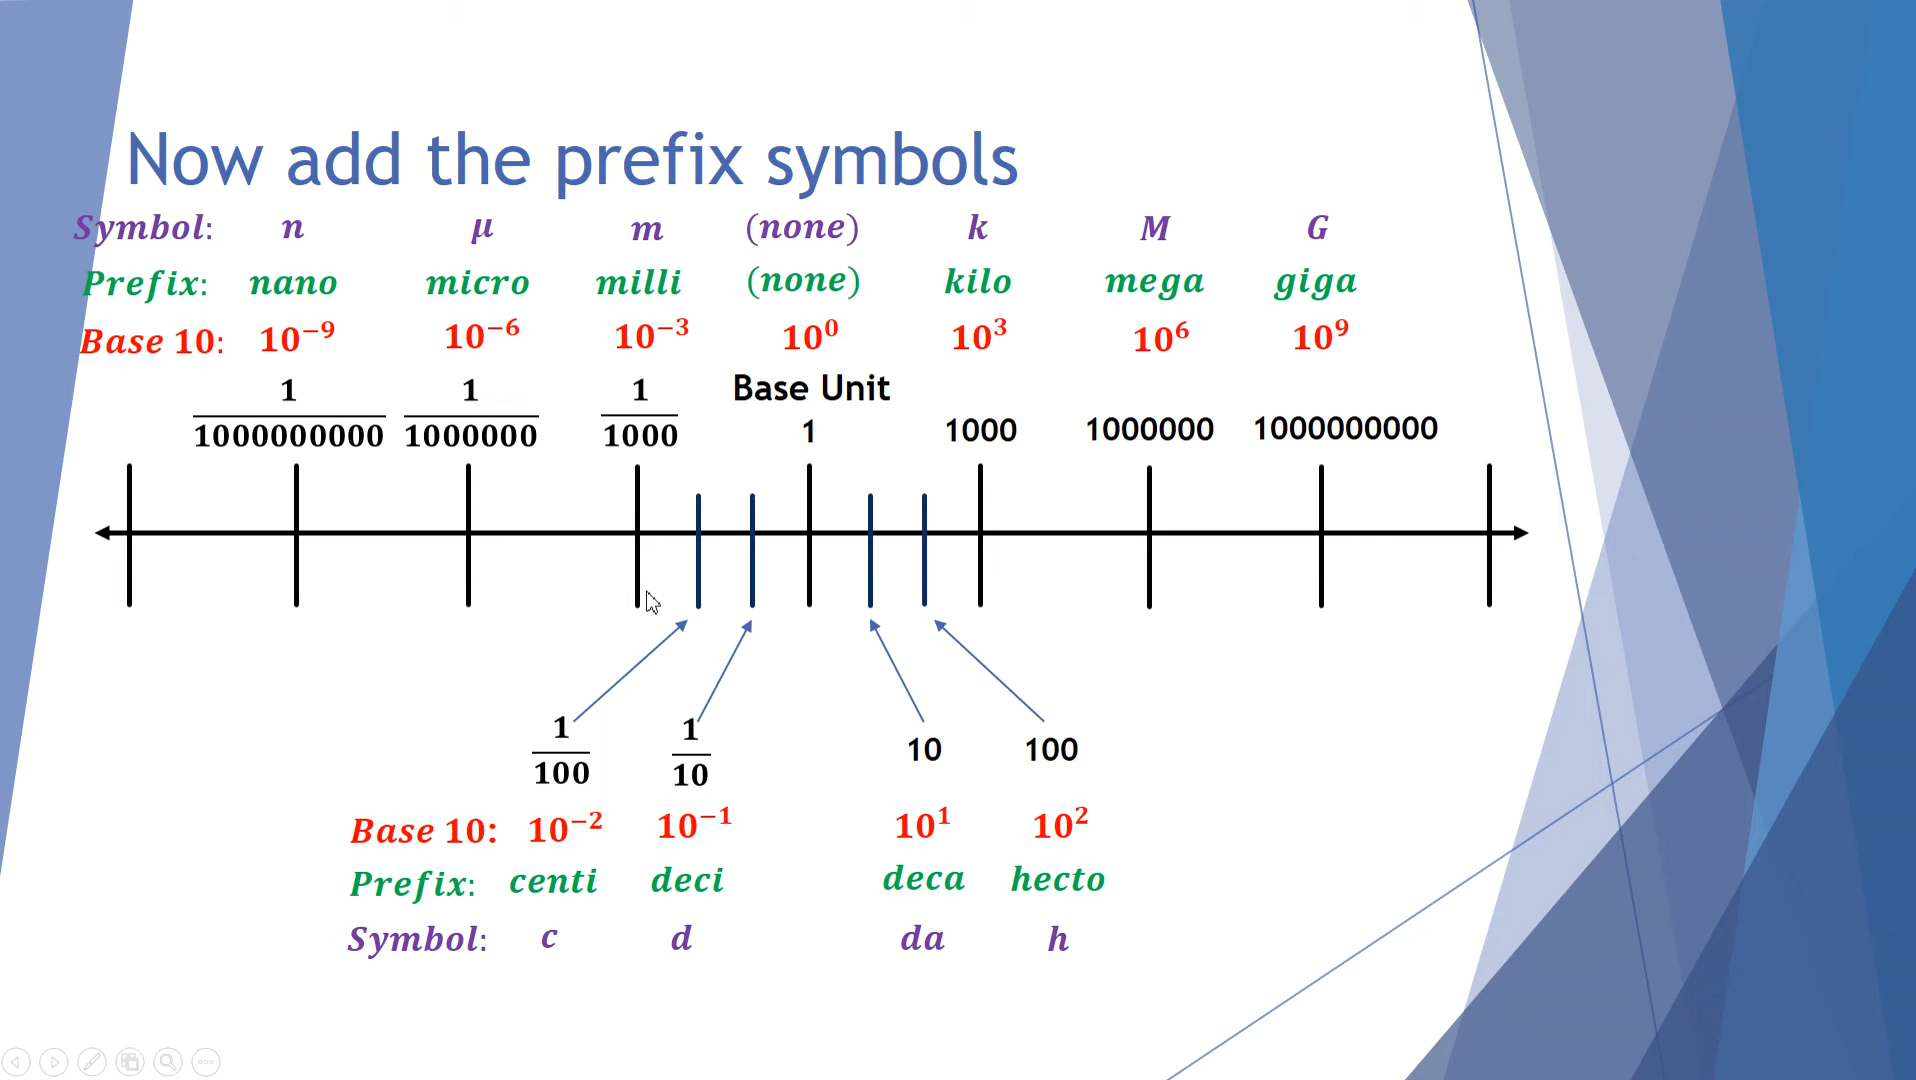 Now add the prefix symbols
Symbol: n μ m (none) k M G
Prefix: nano micro milli (none) kilo mega giga
Base 10: 10⁻⁹ 10⁻⁶ 10⁻³ 10⁰ 10³ 10⁶ 10⁹
Base Unit
1/1000000000 1/1000000 1/1000 1 1000 1000000 1000000000
1/100 1/10 10 100
Base 10: 10⁻² 10⁻¹ 10¹ 10²
Prefix: centi deci deca hecto
Symbol: c d da h